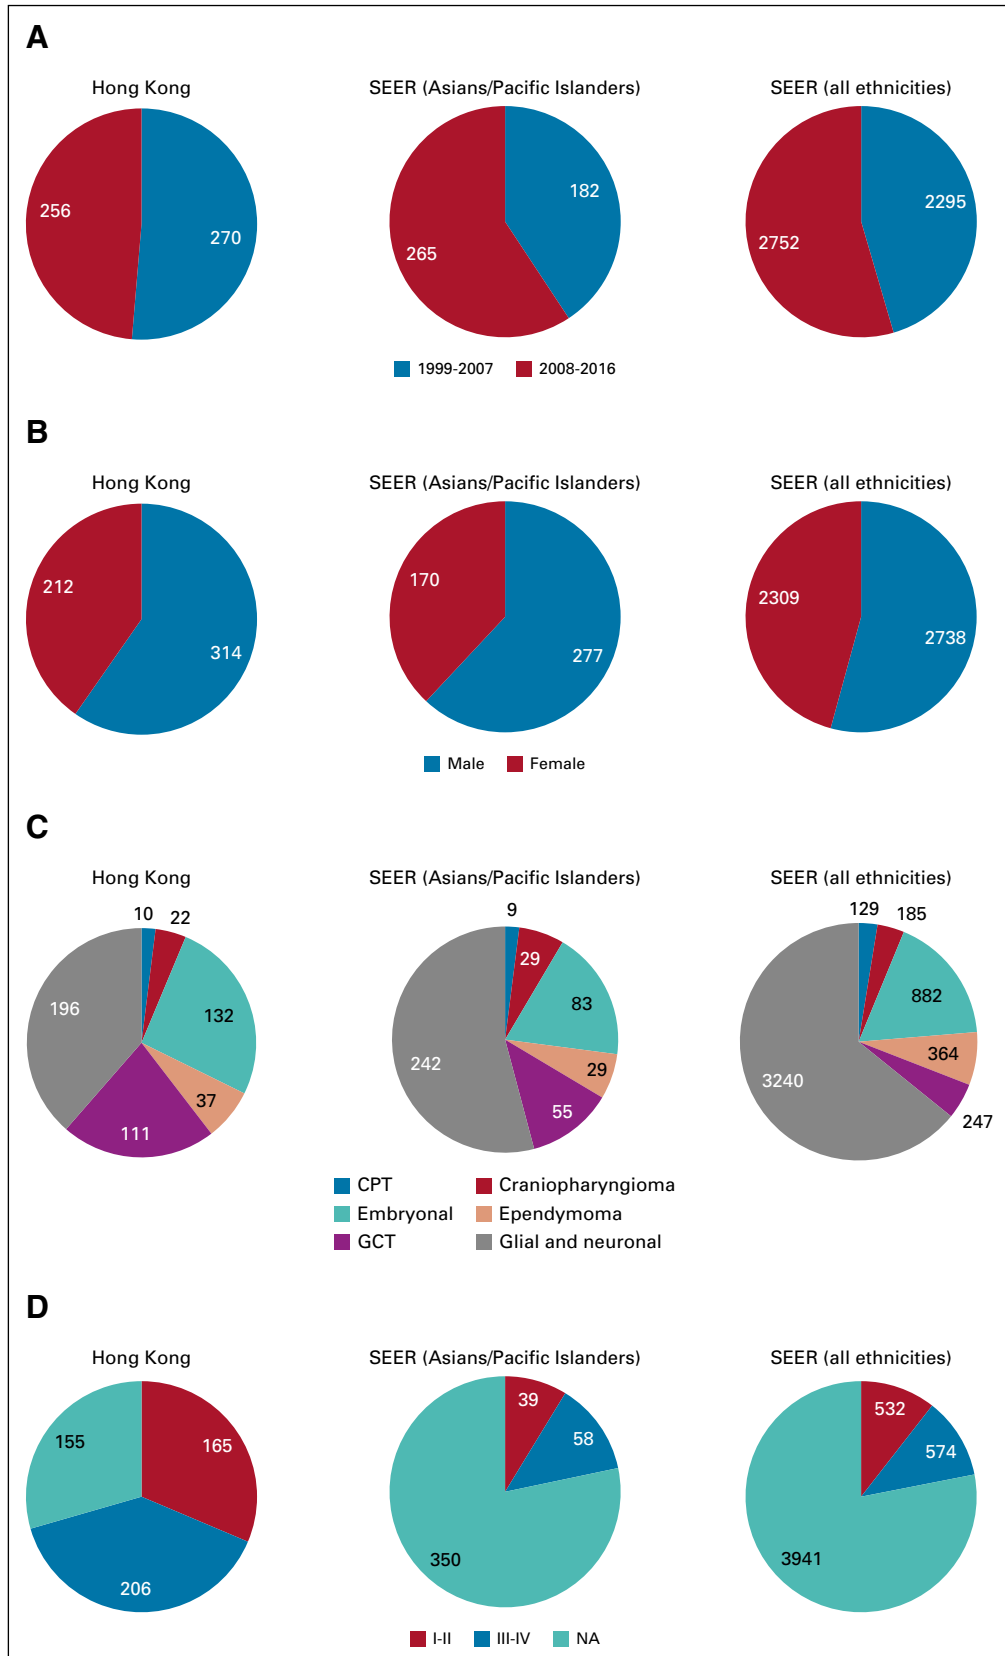 A
Hong Kong
SEER (Asians/Pacific Islanders)
SEER (all ethnicities)
256
270
182
265
2295
2752
1999-2007
2008-2016
B
Hong Kong
SEER (Asians/Pacific Islanders)
SEER (all ethnicities)
212
314
170
277
2309
2738
Male
Female
C
Hong Kong
SEER (Asians/Pacific Islanders)
SEER (all ethnicities)
10
22
196
132
37
111
9
29
83
242
29
55
129
185
882
364
3240
247
CPT
Craniopharyngioma
Embryonal
Ependymoma
GCT
Glial and neuronal
D
Hong Kong
SEER (Asians/Pacific Islanders)
SEER (all ethnicities)
155
165
206
39
58
350
532
574
3941
I-II
III-IV
NA